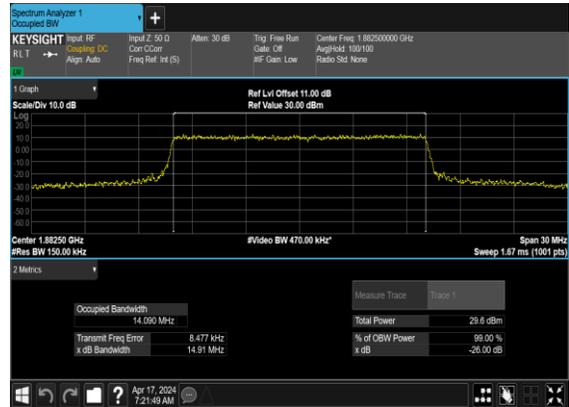 Spectrum Analyzer 1
Occupied BW
KEYSIGHT
RLT
Input: RF
Coupling: DC
Align: Auto
Input Z: 50 Ω
Corr CCorr
Freq Ref: Int (S)
Atten: 30 dB
Trig: Free Run
Gate: Off
#IF Gain: Low
Center Freq: 1.882500000 GHz
Avg|Hold: 100/100
Radio Std: None
1 Graph
Scale/Div 10.0 dB
Ref Lvl Offset 11.00 dB
Ref Value 30.00 dBm
Log
20.0
10.0
0.00
-10.0
-20.0
-30.0
-40.0
-50.0
-60.0
Center 1.88250 GHz
#Res BW 150.00 kHz
#Video BW 470.00 kHz*
Span 30 MHz
Sweep 1.67 ms (1001 pts)
2 Metrics
Measure Trace
Trace 1
Occupied Bandwidth
14.090 MHz
Total Power
29.6 dBm
Transmit Freq Error
8.477 kHz
% of OBW Power
99.00 %
x dB Bandwidth
14.91 MHz
x dB
-26.00 dB
Apr 17, 2024
7:21:49 AM